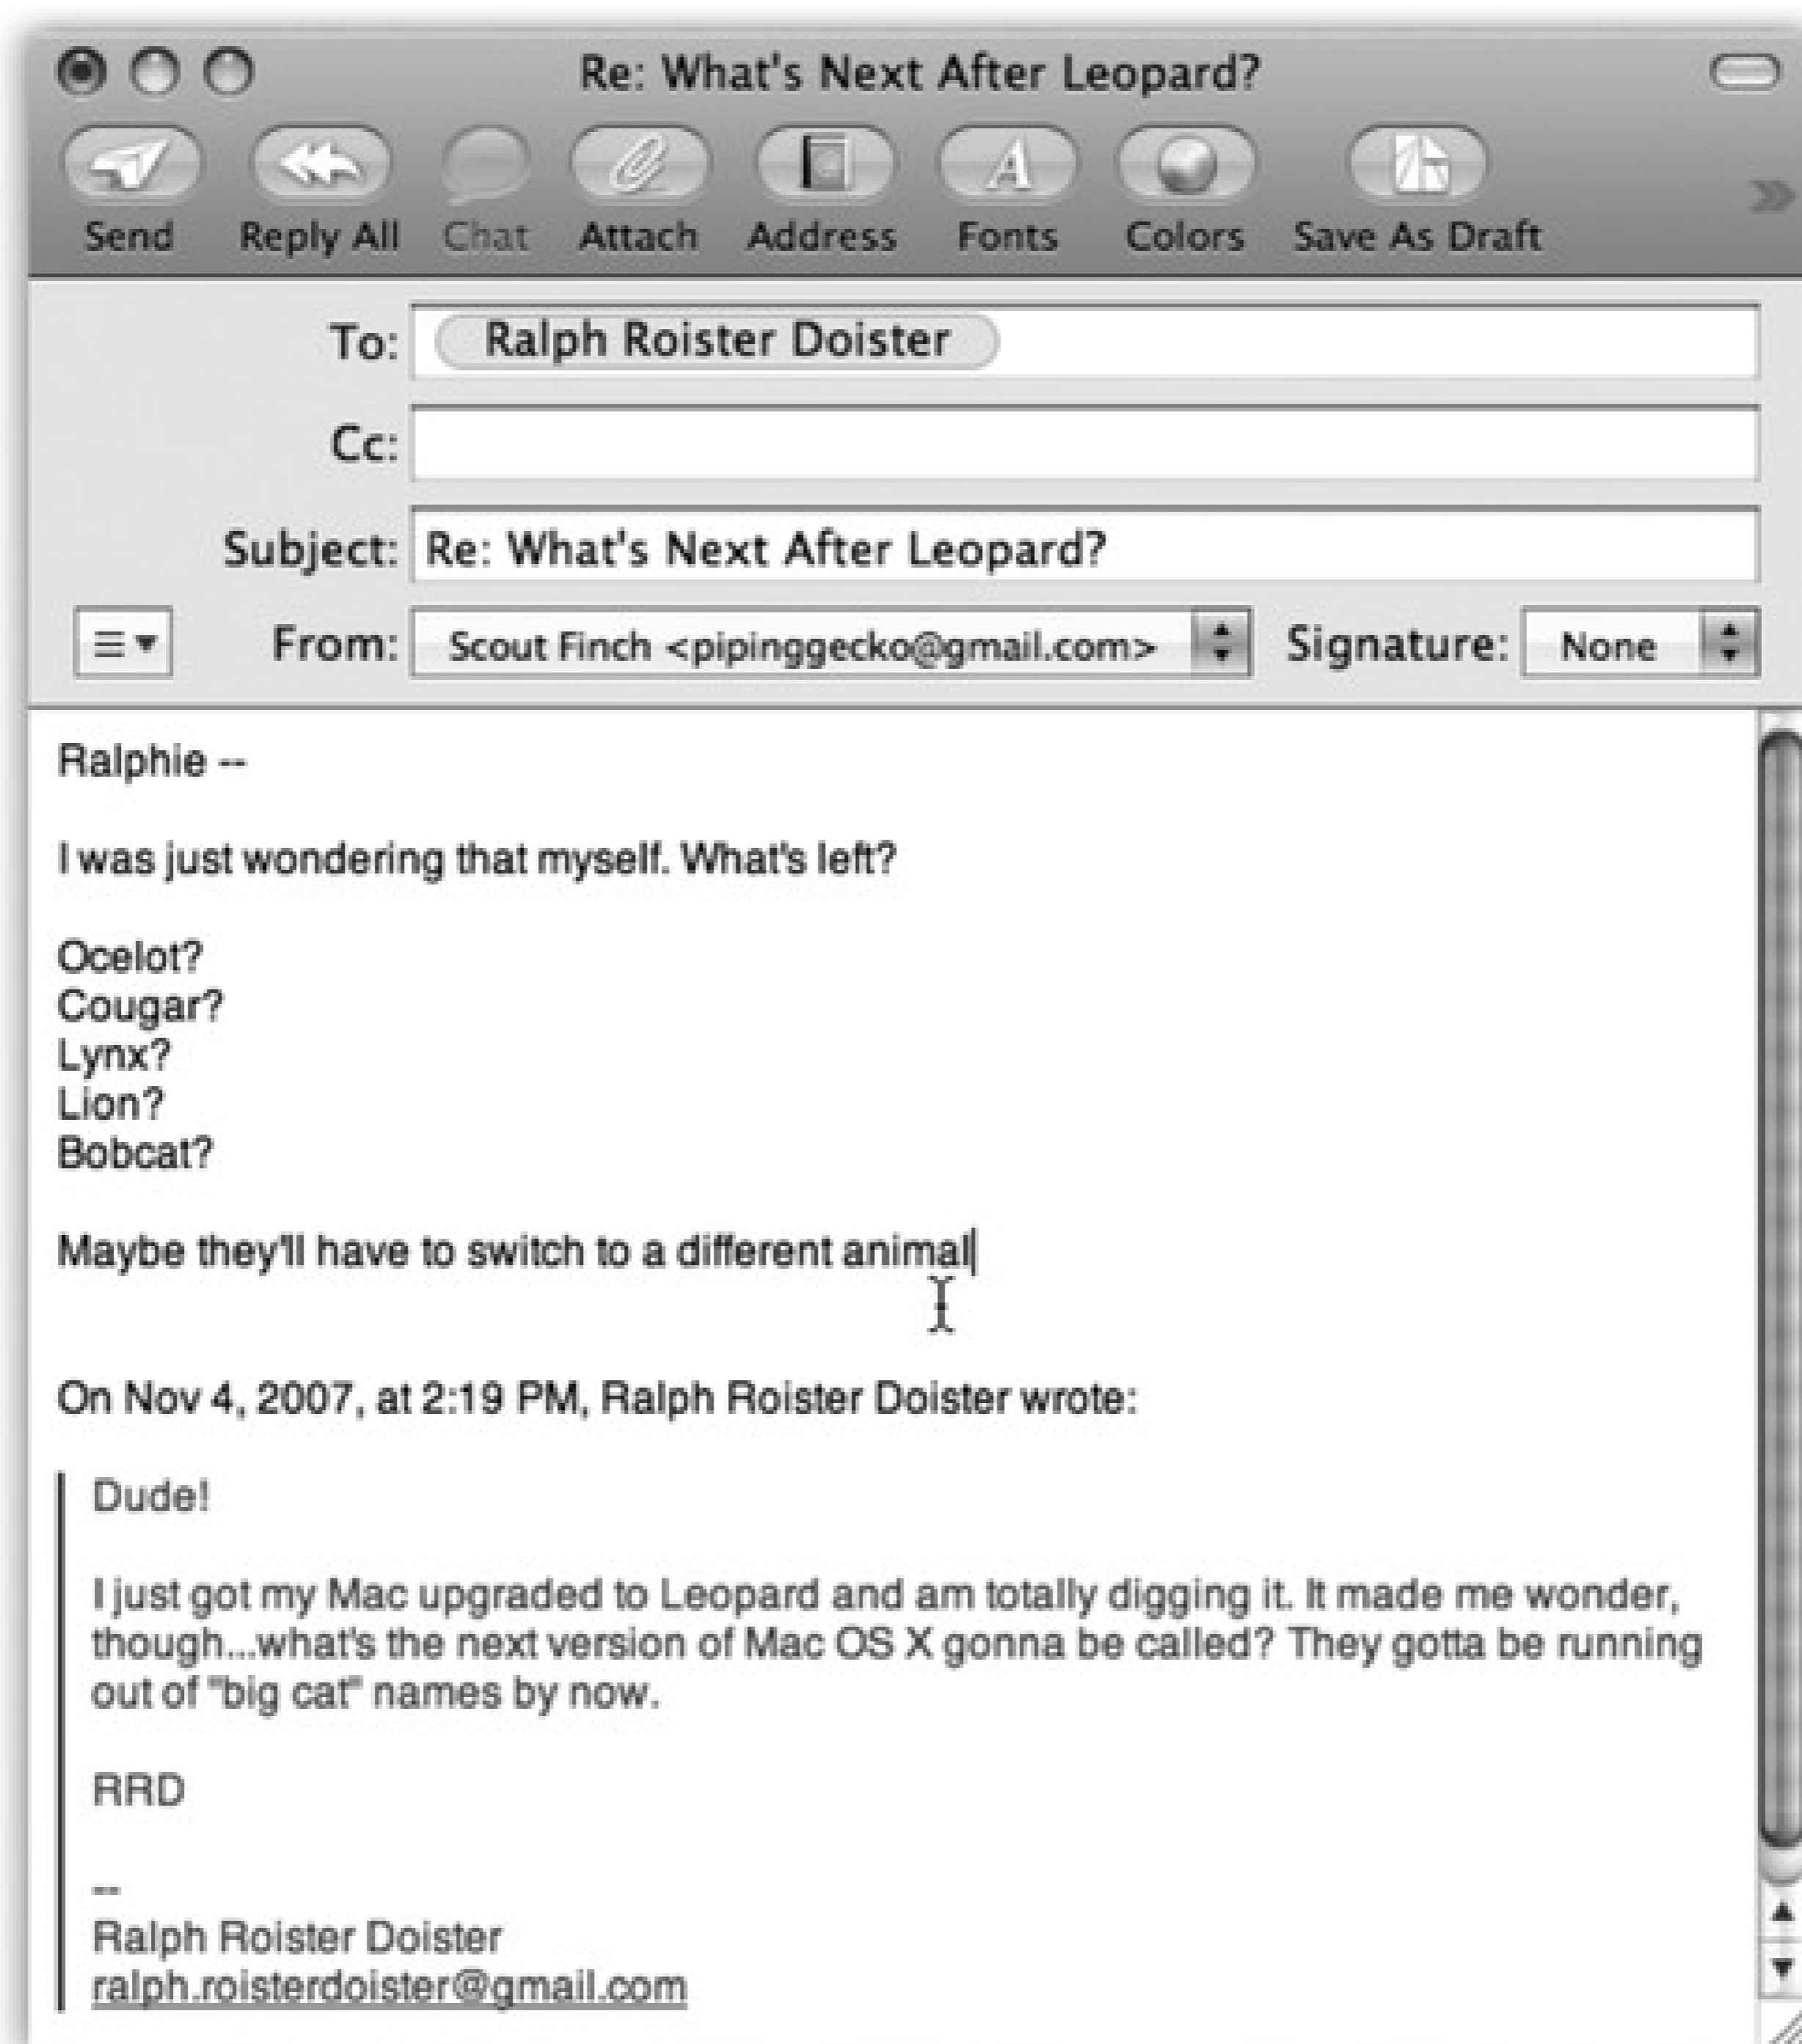 Re: What's Next After Leopard?
Send Reply All Chat Attach Address Fonts Colors Save As Draft
To: Ralph Roister Doister
Cc:
Subject: Re: What's Next After Leopard?
From: Scout Finch <pipinggecko@gmail.com> Signature: None
Ralphie --
I was just wondering that myself. What's left?
Ocelot?
Cougar?
Lynx?
Lion?
Bobcat?
Maybe they'll have to switch to a different animal
On Nov 4, 2007, at 2:19 PM, Ralph Roister Doister wrote:
Dude!
I just got my Mac upgraded to Leopard and am totally digging it. It made me wonder,
though...what's the next version of Mac OS X gonna be called? They gotta be running
out of "big cat" names by now.
RRD
--
Ralph Roister Doister
ralph.roisterdoister@gmail.com